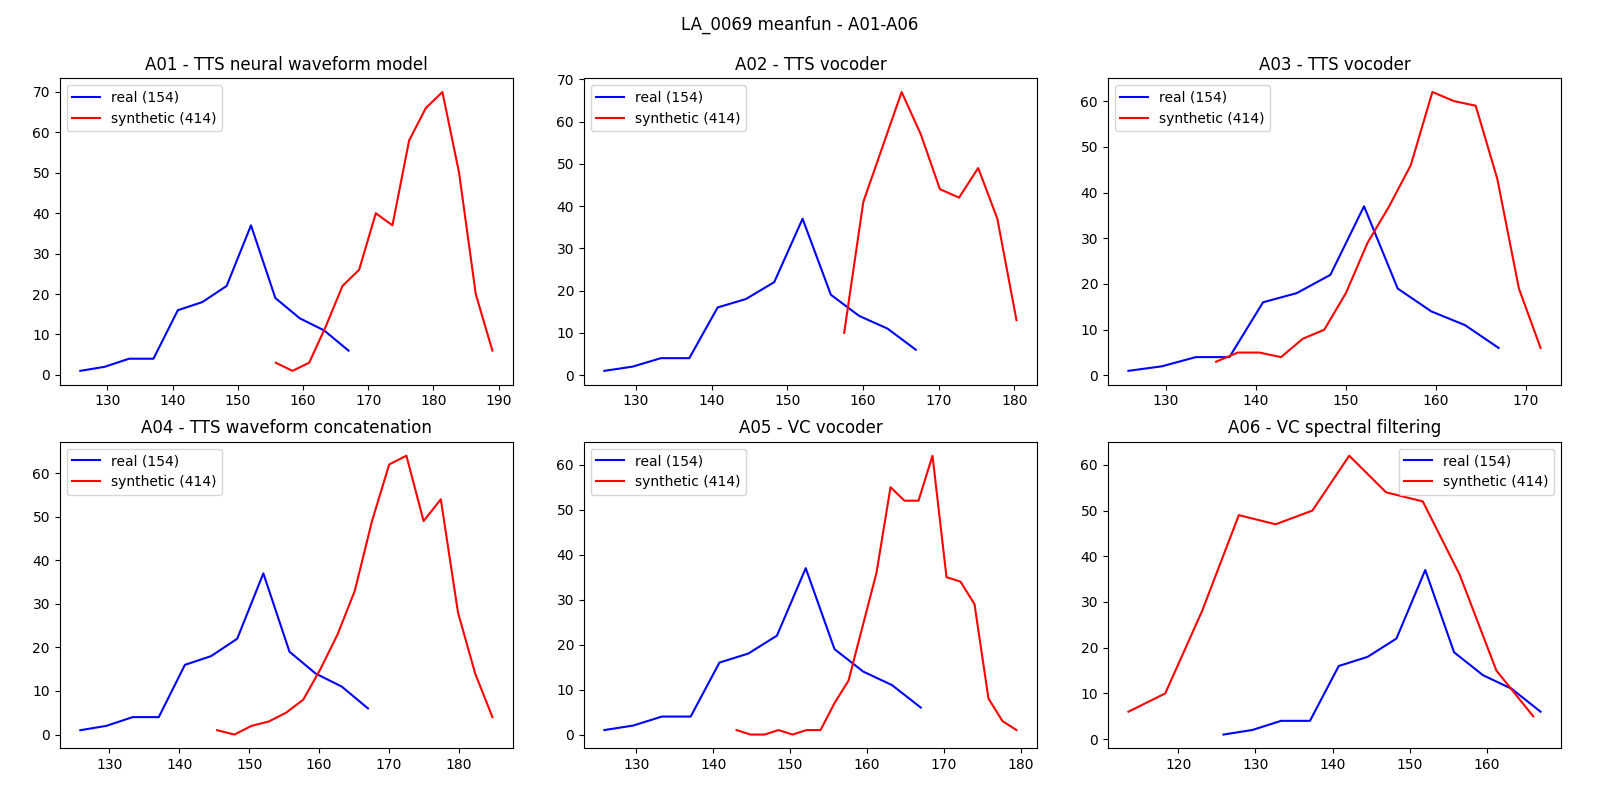 LA_0069 meanfun - A01-A06
A01 - TTS neural waveform model
real (154)
synthetic (414)
70
60
50
40
30
20
10
0
130 140 150 160 170 180 190
A02 - TTS vocoder
real (154)
synthetic (414)
70
60
50
40
30
20
10
0
130 140 150 160 170 180
A03 - TTS vocoder
real (154)
synthetic (414)
60
50
40
30
20
10
0
130 140 150 160 170
A04 - TTS waveform concatenation
real (154)
synthetic (414)
60
50
40
30
20
10
0
130 140 150 160 170 180
A05 - VC vocoder
real (154)
synthetic (414)
60
50
40
30
20
10
0
130 140 150 160 170 180
A06 - VC spectral filtering
real (154)
synthetic (414)
60
50
40
30
20
10
0
120 130 140 150 160